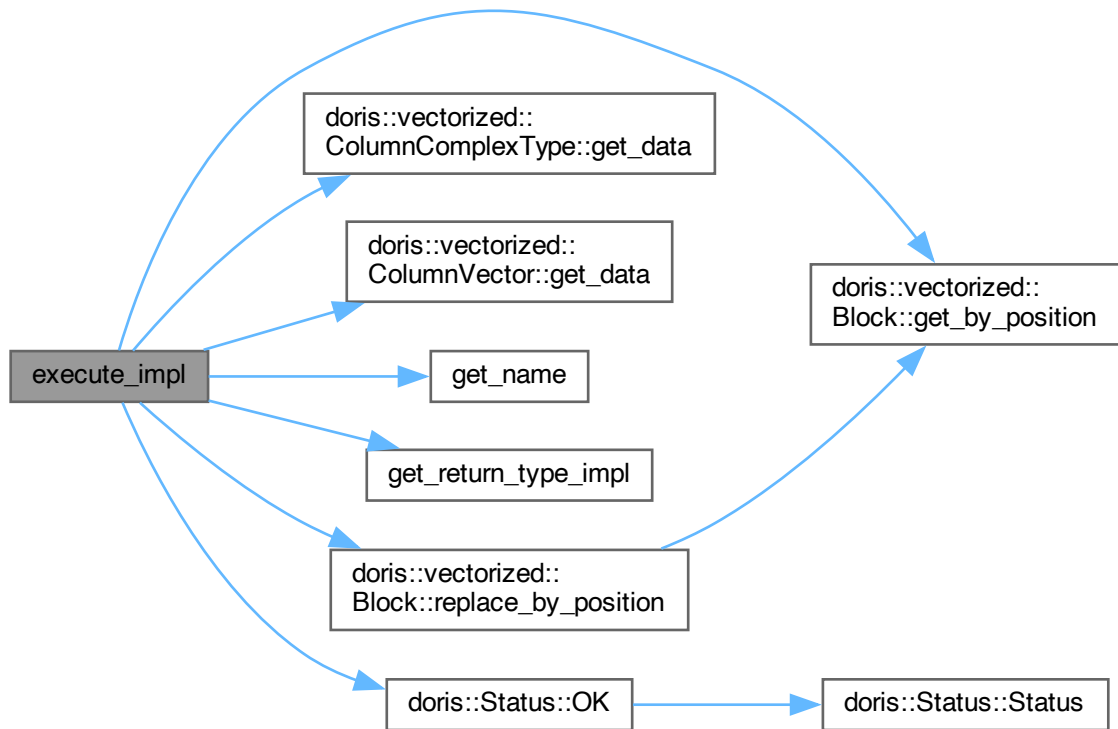 execute_impl
doris::vectorized::
ColumnComplexType::get_data
doris::vectorized::
ColumnVector::get_data
get_name
get_return_type_impl
doris::vectorized::
Block::replace_by_position
doris::Status::OK
doris::vectorized::
Block::get_by_position
doris::Status::Status